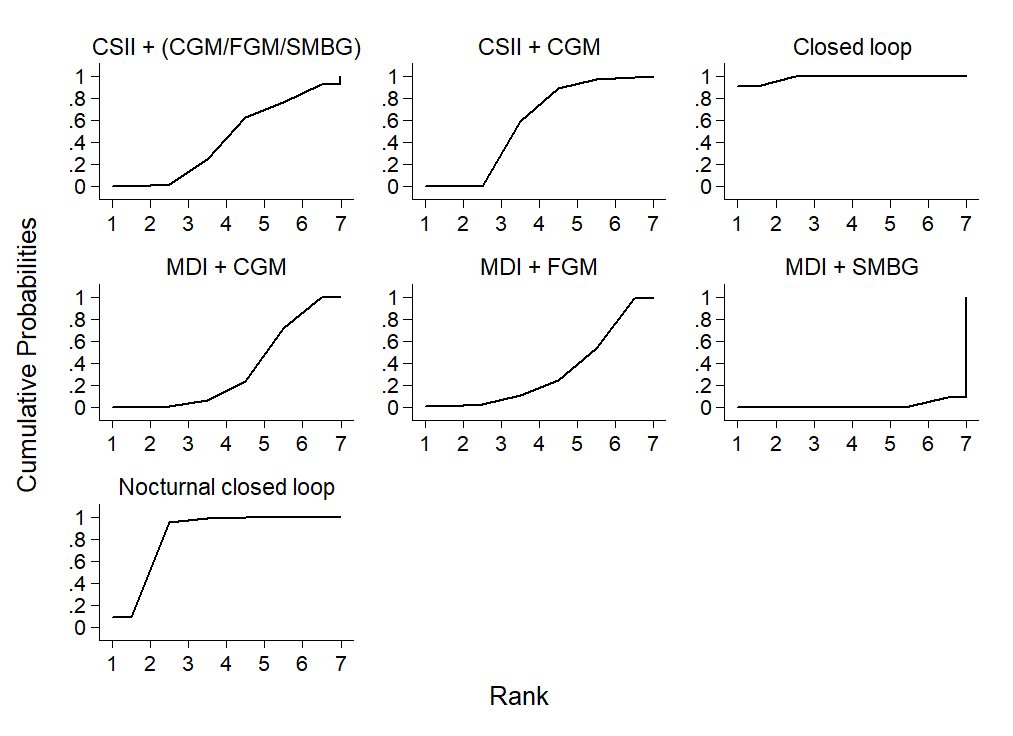 CSII + (CGM/FGM/SMBG)
CSII + CGM
Closed loop
1
.8
.6
.4
.2
0
1 2 3 4 5 6 7
1
.8
.6
.4
.2
0
1 2 3 4 5 6 7
1
.8
.6
.4
.2
0
1 2 3 4 5 6 7
MDI + CGM
MDI + FGM
MDI + SMBG
1
.8
.6
.4
.2
0
1 2 3 4 5 6 7
1
.8
.6
.4
.2
0
1 2 3 4 5 6 7
1
.8
.6
.4
.2
0
1 2 3 4 5 6 7
Nocturnal closed loop
1
.8
.6
.4
.2
0
1 2 3 4 5 6 7
Cumulative Probabilities
Rank